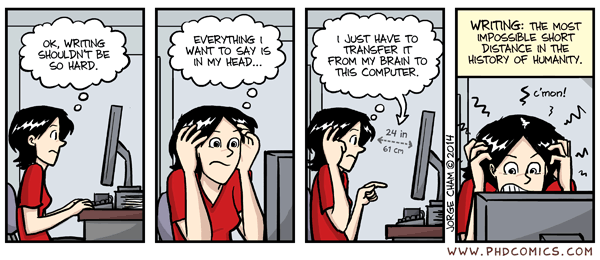 OK, WRITING
SHOULDN'T BE
SO HARD.
EVERYTHING I
WANT TO SAY IS
IN MY HEAD...
I JUST HAVE TO
TRANSFER IT
FROM MY BRAIN TO
THIS COMPUTER.
24 in
61 cm
JORGE CHAM © 2014
WRITING: THE MOST
IMPOSSIBLE SHORT
DISTANCE IN THE
HISTORY OF HUMANITY.
c'mon!
WWW.PHDCOMICS.COM